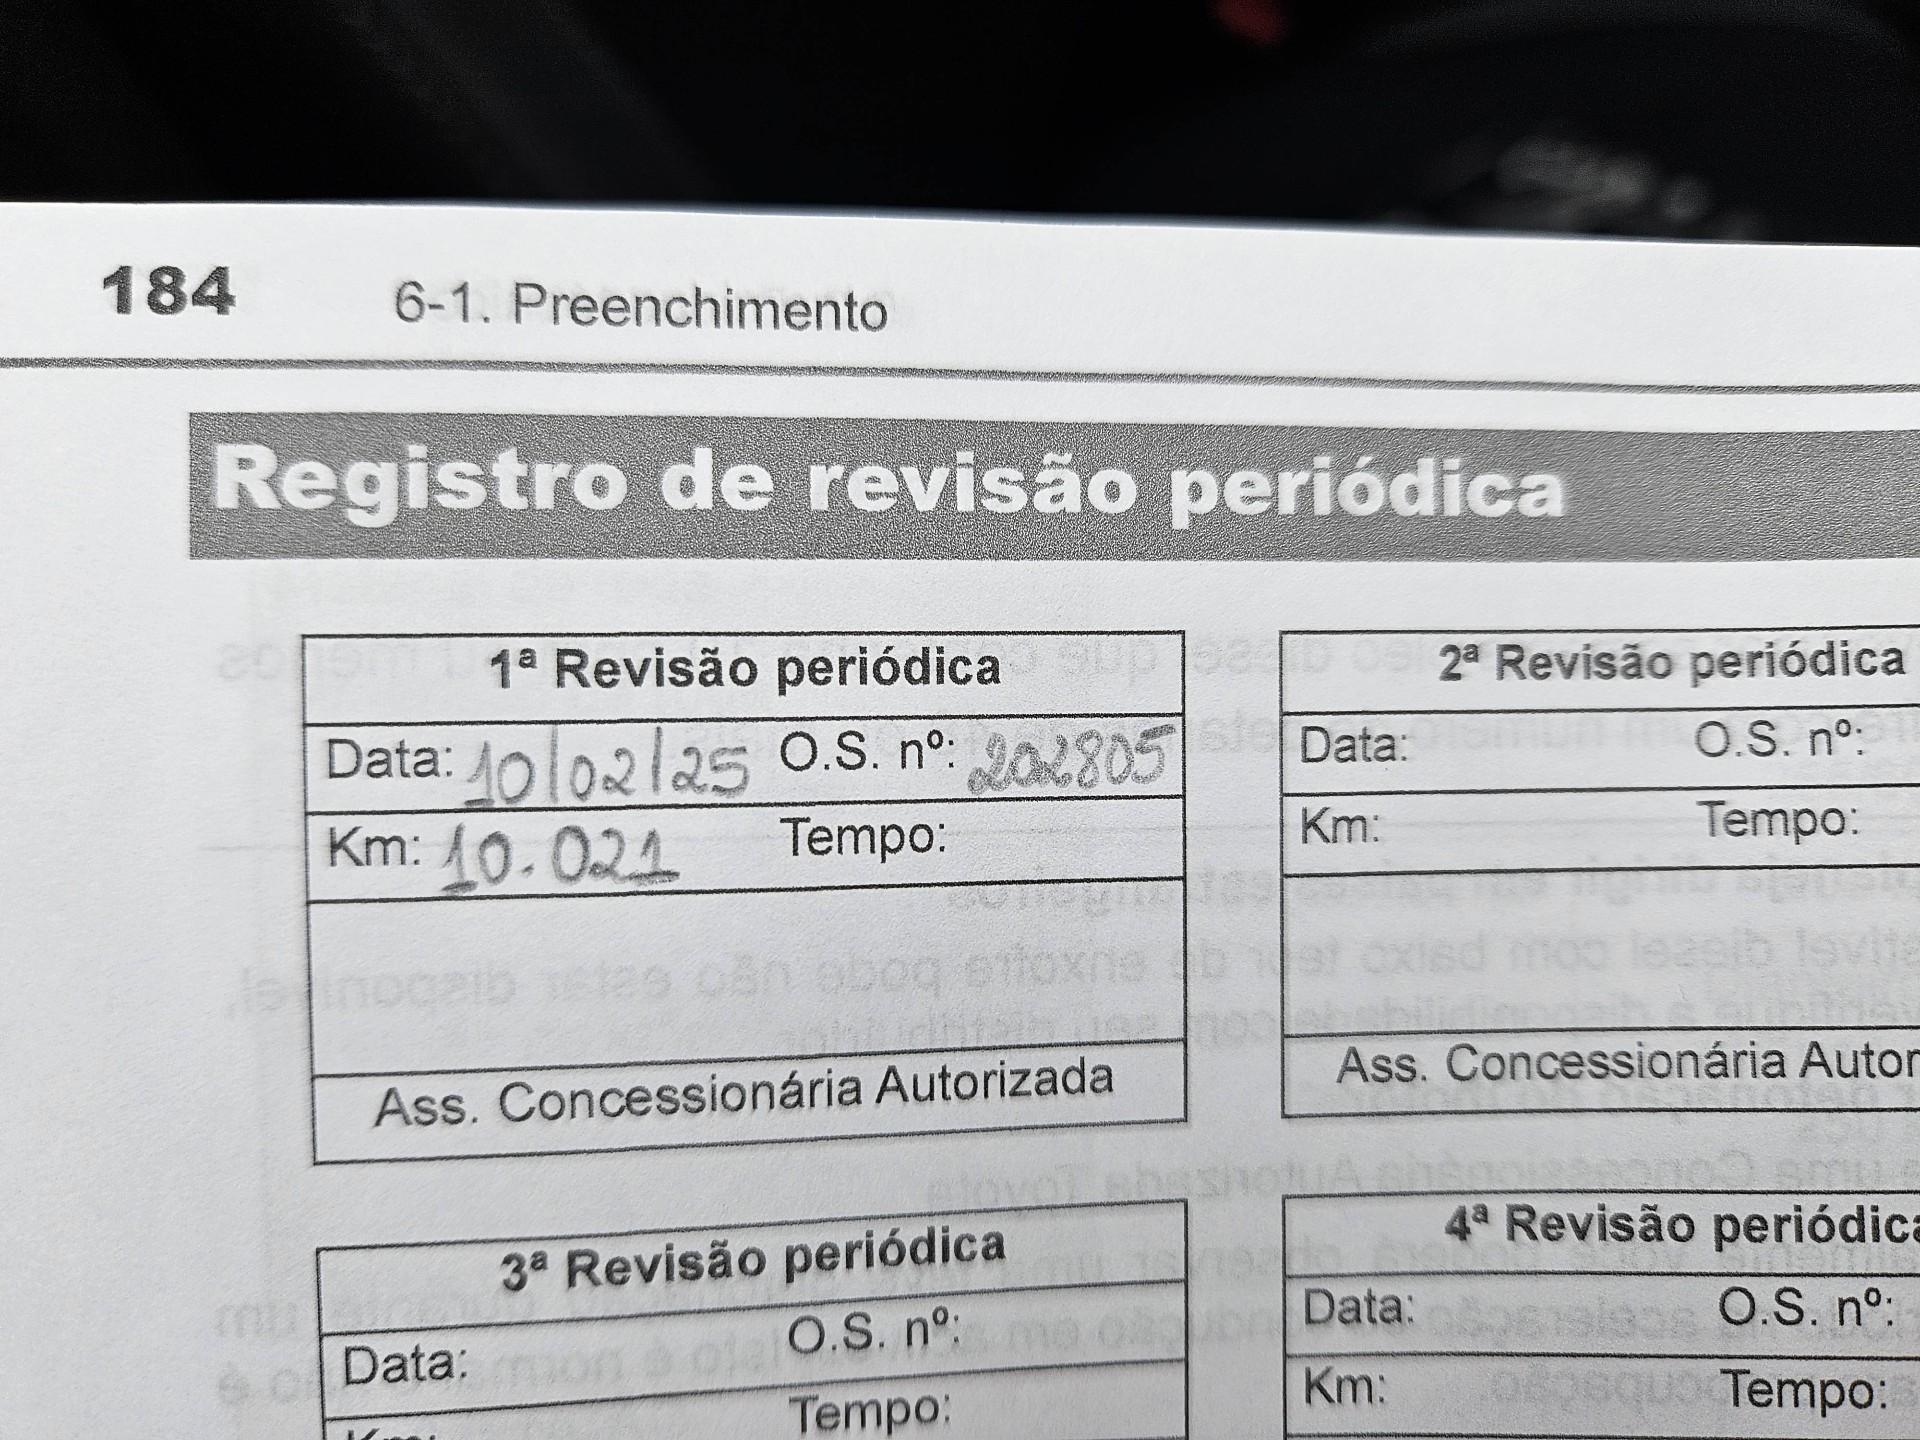 184 6-1. Preenchimento
Registro de revisão periódica
1ª Revisão periódica
Data: 10/02/25 O.S. nº: 202805
Km: 10.021 Tempo:
Ass. Concessionária Autorizada
2ª Revisão periódica
Data: O.S. nº:
Km: Tempo:
Ass. Concessionária Autor
3ª Revisão periódica
Data: O.S. nº:
Km: Tempo:
4ª Revisão periódica
Data: O.S. nº:
Km: Tempo: